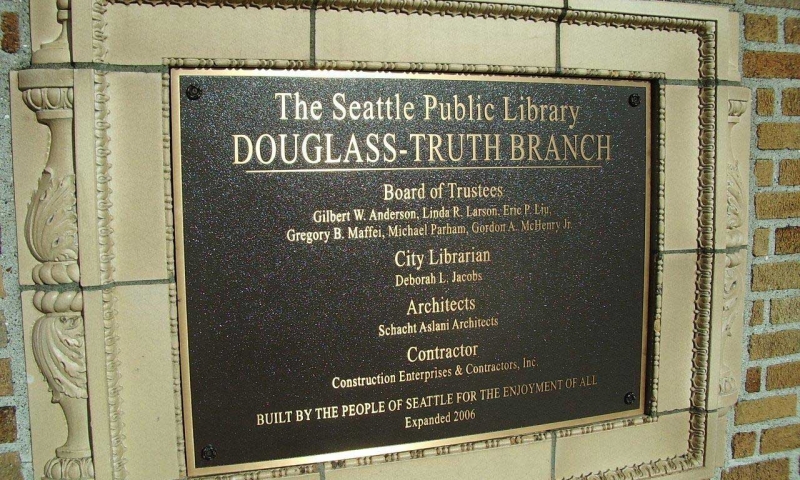 The Seattle Public Library
DOUGLASS-TRUTH BRANCH
Board of Trustees
Gilbert W. Anderson, Linda R. Larson, Eric P. Liu,
Gregory B. Maffei, Michael Parham, Gordon A. McHenry Jr.
City Librarian
Deborah L. Jacobs
Architects
Schacht Aslani Architects
Contractor
Construction Enterprises & Contractors, Inc.
BUILT BY THE PEOPLE OF SEATTLE FOR THE ENJOYMENT OF ALL
Expanded 2006